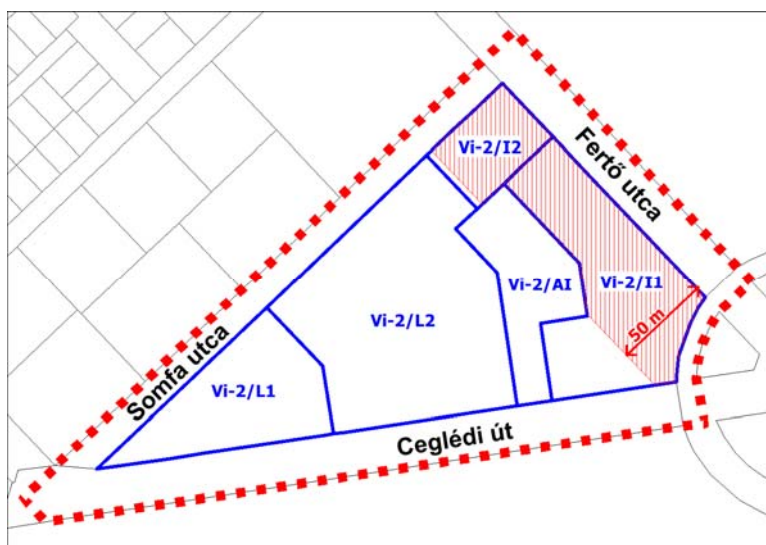 Vi-2/I2
Fertő utca
Vi-2/AI
Vi-2/I1
50 m
Vi-2/L2
Somfa utca
Vi-2/L1
Ceglédi út